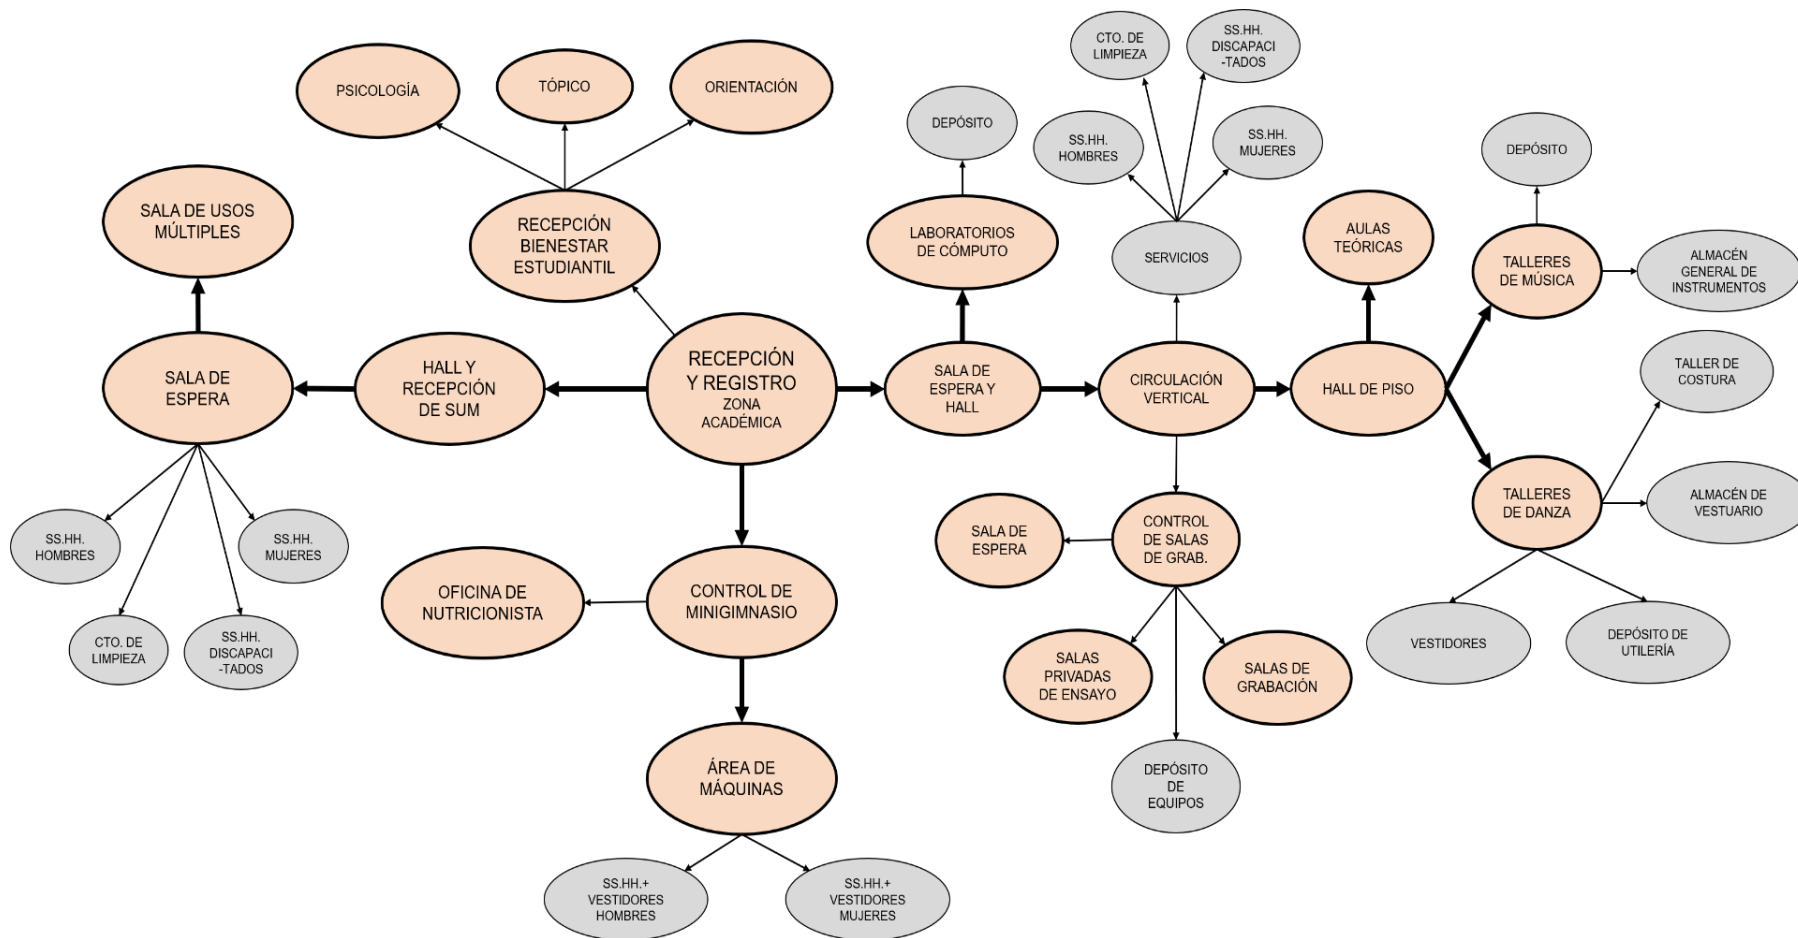 CTO. DE
LIMPIEZA
SS.HH.
DISCAPACI
-TADOS
PSICOLOGÍA
TÓPICO
ORIENTACIÓN
DEPÓSITO
SS.HH.
HOMBRES
SS.HH.
MUJERES
DEPÓSITO
SALA DE USOS
MÚLTIPLES
RECEPCIÓN
BIENESTAR
ESTUDIANTIL
LABORATORIOS
DE CÓMPUTO
SERVICIOS
AULAS
TEÓRICAS
TALLERES
DE MÚSICA
ALMACÉN
GENERAL DE
INSTRUMENTOS
SALA DE
ESPERA
HALL Y
RECEPCIÓN
DE SUM
RECEPCIÓN
Y REGISTRO
ZONA
ACADÉMICA
SALA DE
ESPERA Y
HALL
CIRCULACIÓN
VERTICAL
HALL DE PISO
TALLER DE
COSTURA
TALLERES
DE DANZA
ALMACÉN DE
VESTUARIO
SS.HH.
HOMBRES
SS.HH.
MUJERES
SALA DE
ESPERA
CONTROL
DE SALAS
DE GRAB.
OFICINA DE
NUTRICIONISTA
CONTROL DE
MINIGIMNASIO
CTO. DE
LIMPIEZA
SS.HH.
DISCAPACI
-TADOS
SALAS
PRIVADAS
DE ENSAYO
SALAS DE
GRABACIÓN
VESTIDORES
DEPÓSITO DE
UTILERÍA
ÁREA DE
MÁQUINAS
DEPÓSITO
DE
EQUIPOS
SS.HH.+
VESTIDORES
HOMBRES
SS.HH.+
VESTIDORES
MUJERES